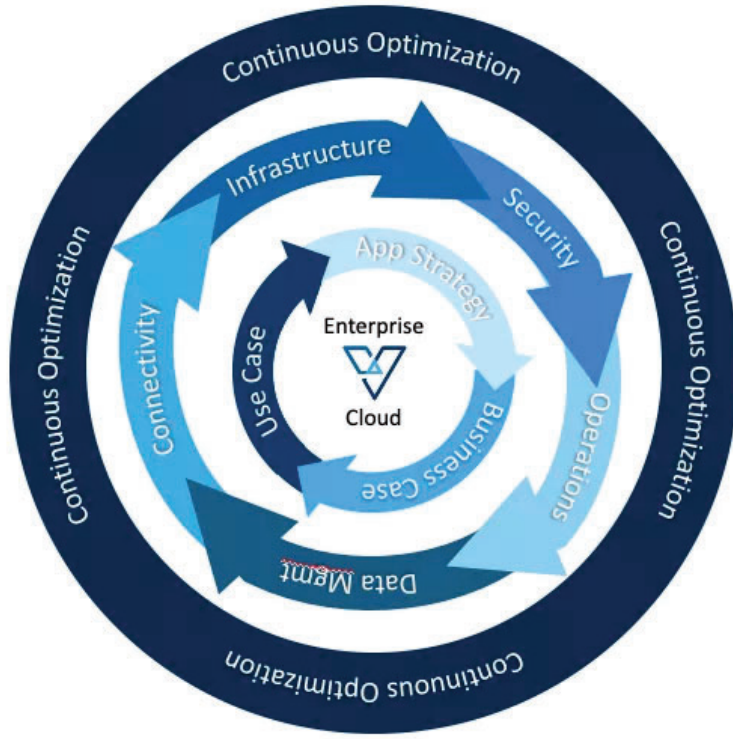 Continuous Optimization
Continuous Optimization
Continuous Optimization
Continuous Optimization
Infrastructure
Security
Operations
Data Mgmt
Connectivity
App Strategy
Business Case
Use Case
Enterprise
Cloud